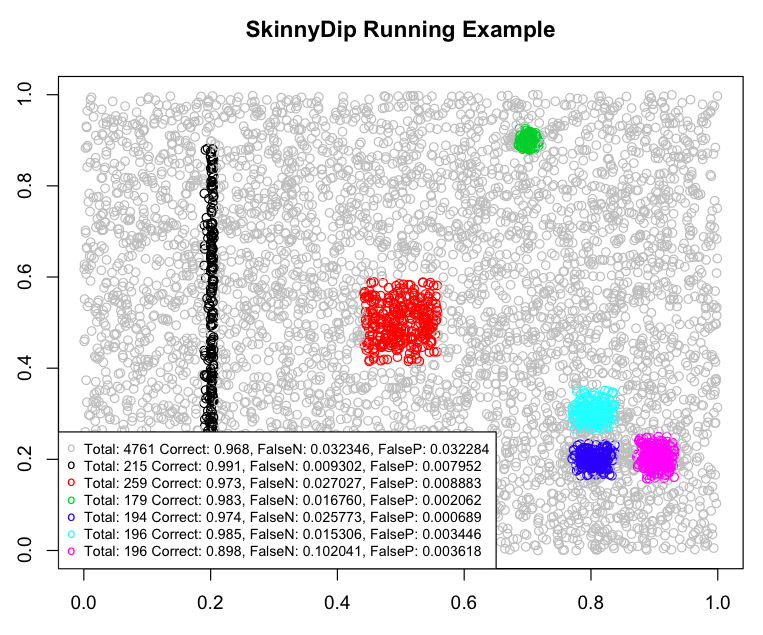 SkinnyDip Running Example
1.0
0.8
0.6
0.4
0.2
0.0
Total: 4761 Correct: 0.968, FalseN: 0.032346, FalseP: 0.032284
Total: 215 Correct: 0.991, FalseN: 0.009302, FalseP: 0.007952
Total: 259 Correct: 0.973, FalseN: 0.027027, FalseP: 0.008883
Total: 179 Correct: 0.983, FalseN: 0.016760, FalseP: 0.002062
Total: 194 Correct: 0.974, FalseN: 0.025773, FalseP: 0.000689
Total: 196 Correct: 0.985, FalseN: 0.015306, FalseP: 0.003446
Total: 196 Correct: 0.898, FalseN: 0.102041, FalseP: 0.003618
0.0 0.2 0.4 0.6 0.8 1.0